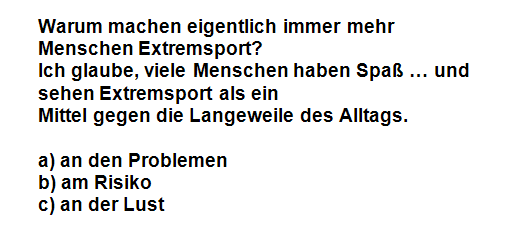 Warum machen eigentlich immer mehr
Menschen Extremsport?
Ich glaube, viele Menschen haben Spaß … und
sehen Extremsport als ein
Mittel gegen die Langeweile des Alltags.
a) an den Problemen
b) am Risiko
c) an der Lust